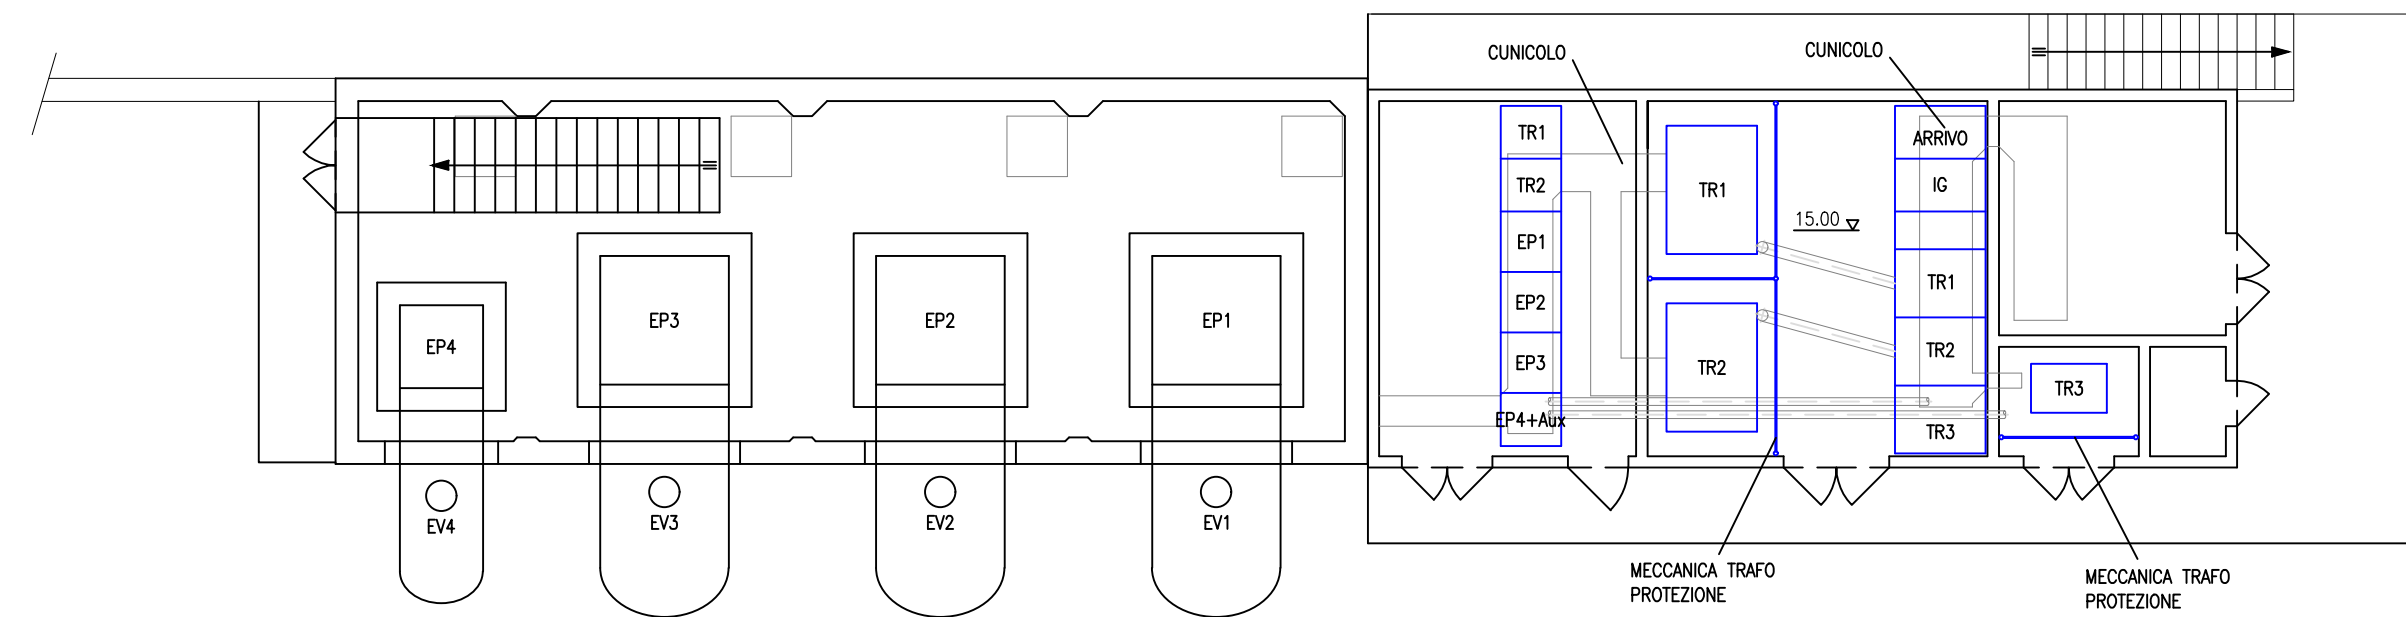 CUNICOLO
CUNICOLO
TR1
ARRIVO
TR2
TR1
IG
15.00
EP1
TR1
EP4
EP3
EP2
EP1
EP2
TR2
EP3
TR2
TR3
EP4+Aux
TR3
EV4
EV3
EV2
EV1
MECCANICA TRAFO
PROTEZIONE
MECCANICA TRAFO
PROTEZIONE